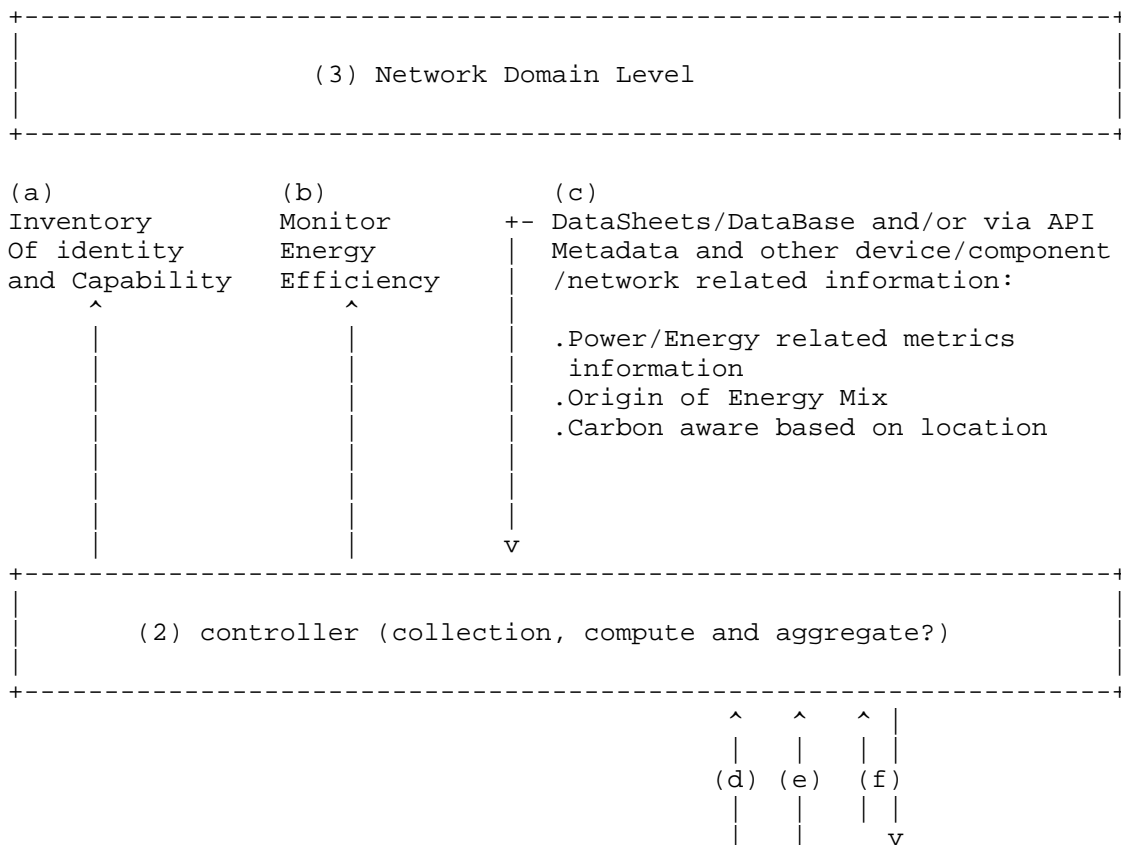 (3) Network Domain Level
(a) (b) (c)
Inventory Monitor +- DataSheets/DataBase and/or via API
Of identity Energy | Metadata and other device/component
and Capability Efficiency | /network related information:
.Power/Energy related metrics
information
.Origin of Energy Mix
.Carbon aware based on location
v
(2) controller (collection, compute and aggregate?)
(d) (e) (f)
v